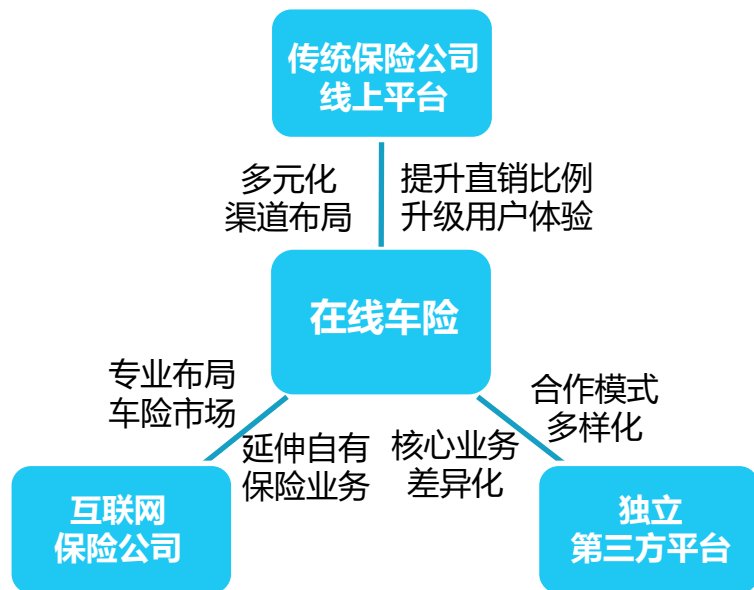 传统保险公司
线上平台
多元化
渠道布局
提升直销比例
升级用户体验
在线车险
专业布局
车险市场
延伸自有
保险业务
核心业务
差异化
合作模式
多样化
互联网
保险公司
独立
第三方平台